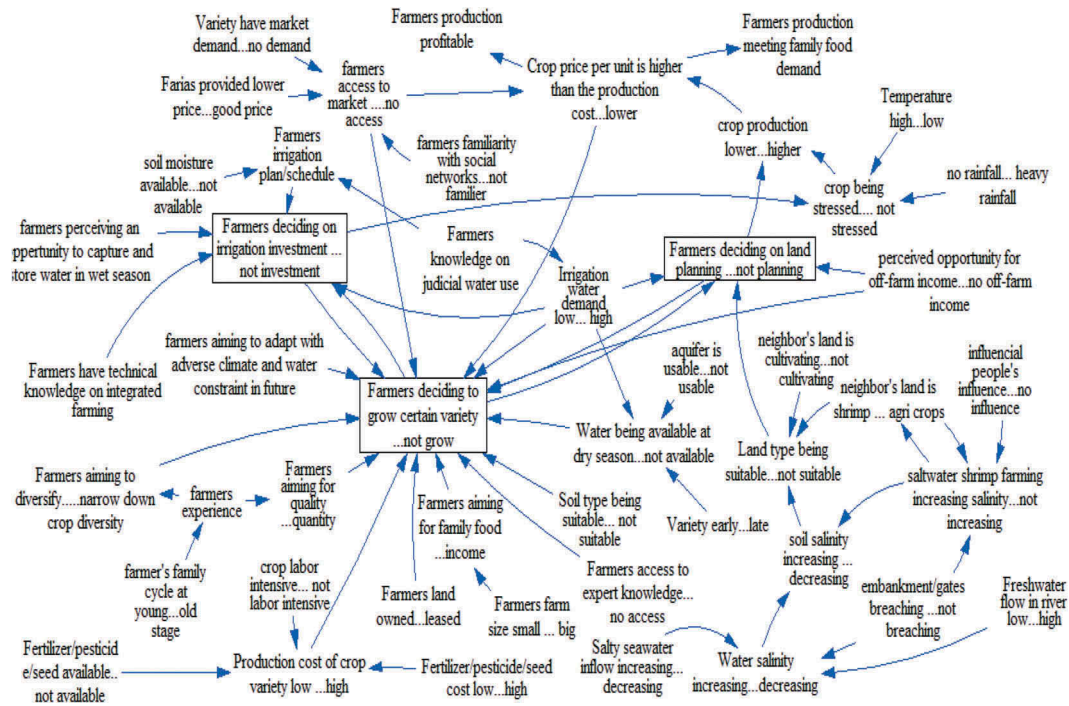 Variety have market
demand...no demand
Farmers production
profitable
Farmers production
meeting family food
demand
farmers
access to
market ....no
access
Crop price per unit is higher
than the production
cost...lower
Farias provided lower
price...good price
Temperature
high...low
crop production
lower...higher
Farmers
irrigation
plan/schedule
farmers familiarity
with social
networks...not
familier
soil moisture
available...not
available
no rainfall... heavy
rainfall
crop being
stressed.... not
stressed
farmers perceiving an
opportunity to capture and
store water in wet season
Farmers deciding on
irrigation investment ...
not investment
Farmers
knowledge on
judicial water use
Irrigation
water
demand
low... high
Farmers deciding on land
planning ...not planning
perceived opportunity for
off-farm income...no off-farm
income
farmers aiming to adapt with
adverse climate and water
constraint in future
Farmers have technical
knowledge on integrated
farming
Farmers deciding to
grow certain variety
...not grow
aquifer is
usable...not
usable
neighbor's land is
cultivating...not
cultivating
neighbor's land is
shrimp ... agri crops
influencial
people's
influence...no
influence
Water being available at
dry season...not available
Land type being
suitable...not suitable
saltwater shrimp farming
increasing salinity...not
increasing
Farmers aiming to
diversify.....narrow down
crop diversity
farmers
experience
Farmers
aiming for
quality
...quantity
Farmers aiming
for family food
...income
Soil type being
suitable... not
suitable
Variety early...late
soil salinity
increasing ...
decreasing
farmer's family
cycle at
young...old
stage
crop labor
intensive... not
labor intensive
Farmers land
owned...leased
Farmers farm
size small ... big
Farmers access to
expert knowledge...
no access
embankment/gates
breaching ...not
breaching
Freshwater
flow in river
low...high
Fertilizer/pesticid
e/seed available..
not available
Production cost of crop
variety low ...high
Fertilizer/pesticide/seed
cost low...high
Salty seawater
inflow increasing...
decreasing
Water salinity
increasing...decreasing